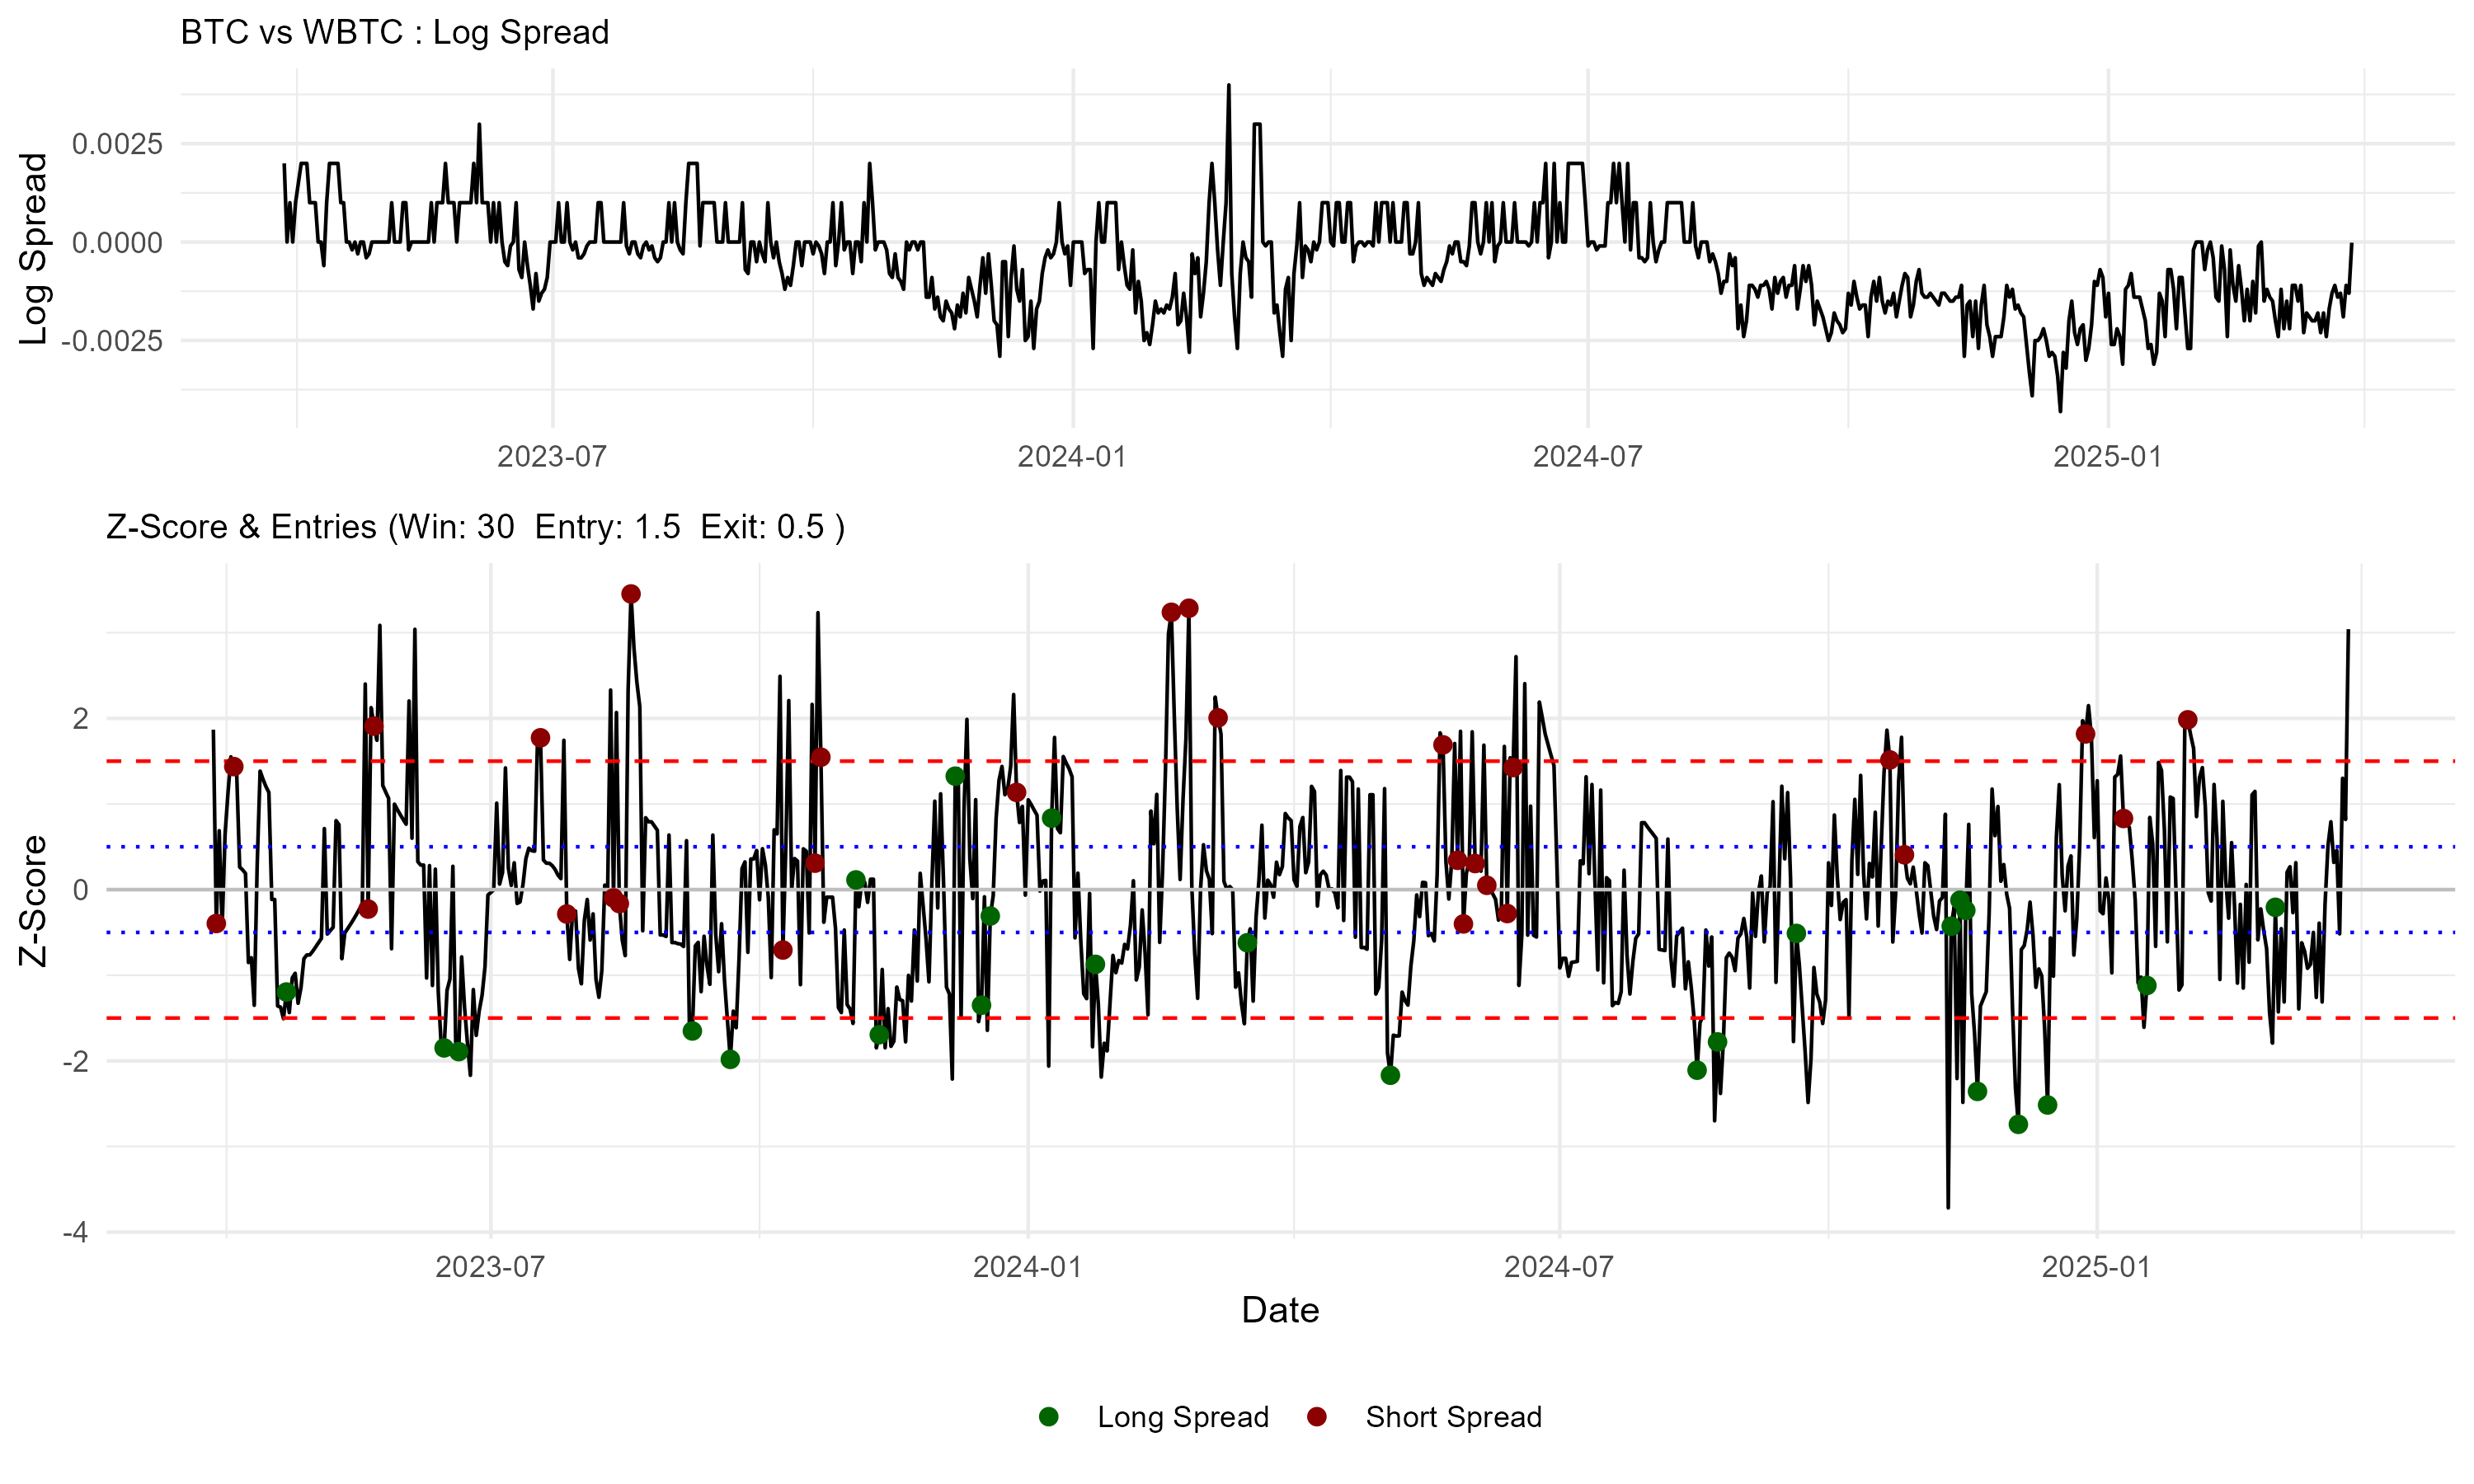 BTC vs WBTC : Log Spread
Log Spread
0.0025
0.0000
-0.0025
2023-07
2024-01
2024-07
2025-01
Z-Score & Entries (Win: 30  Entry: 1.5  Exit: 0.5 )
Z-Score
2
0
-2
-4
2023-07
2024-01
2024-07
2025-01
Date
Long Spread
Short Spread